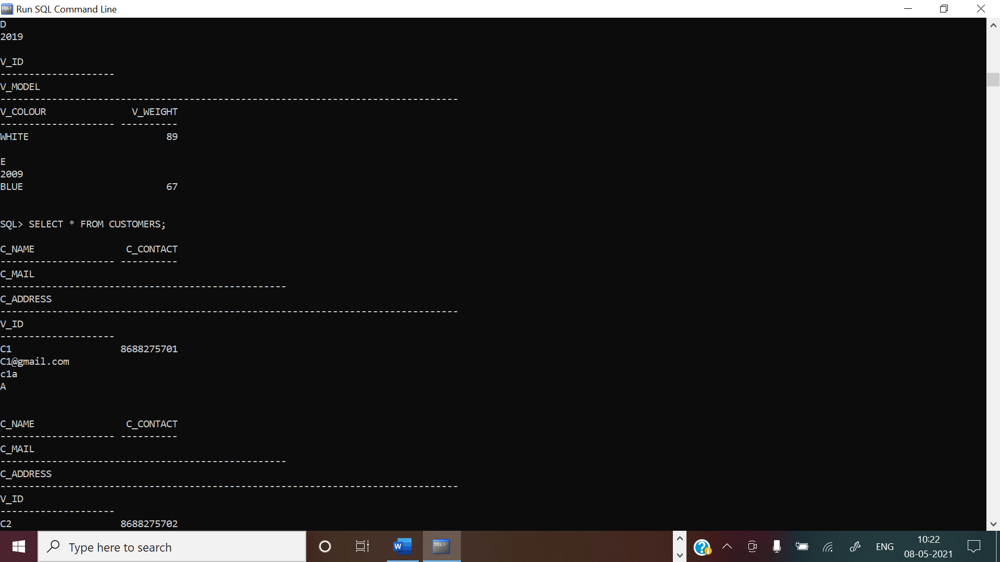 Run SQL Command Line
D
2019
V_ID
--------------------
V_MODEL
--------------------------------------------------------------------------------
V_COLOUR               V_WEIGHT
-------------------- ----------
WHITE                        89
E
2009
BLUE                         67
SQL> SELECT * FROM CUSTOMERS;
C_NAME                C_CONTACT
-------------------- ----------
C_MAIL
--------------------------------------------------
C_ADDRESS
--------------------------------------------------------------------------------
V_ID
--------------------
C1                   8688275701
C1@gmail.com
c1a
A
C_NAME                C_CONTACT
-------------------- ----------
C_MAIL
--------------------------------------------------
C_ADDRESS
--------------------------------------------------------------------------------
V_ID
--------------------
C2                   8688275702
Type here to search
ENG
10:22
08-05-2021